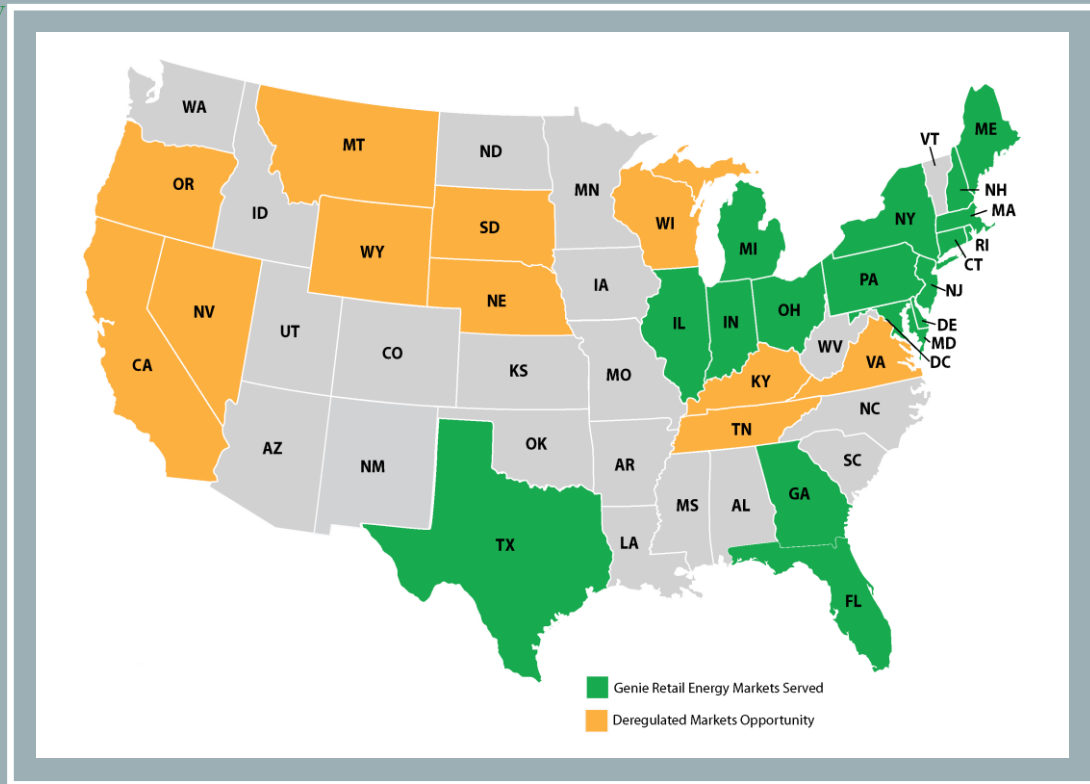 WA
MT
ND
MN
VT
ME
OR
ID
SD
WI
MI
NY
NH
MA
RI
CT
WY
NE
IA
PA
NJ
NV
UT
CO
IL
IN
OH
DE
MD
DC
CA
KS
MO
WV
VA
KY
NC
TN
AZ
NM
OK
AR
SC
MS
AL
GA
TX
LA
FL
Genie Retail Energy Markets Served
Deregulated Markets Opportunity